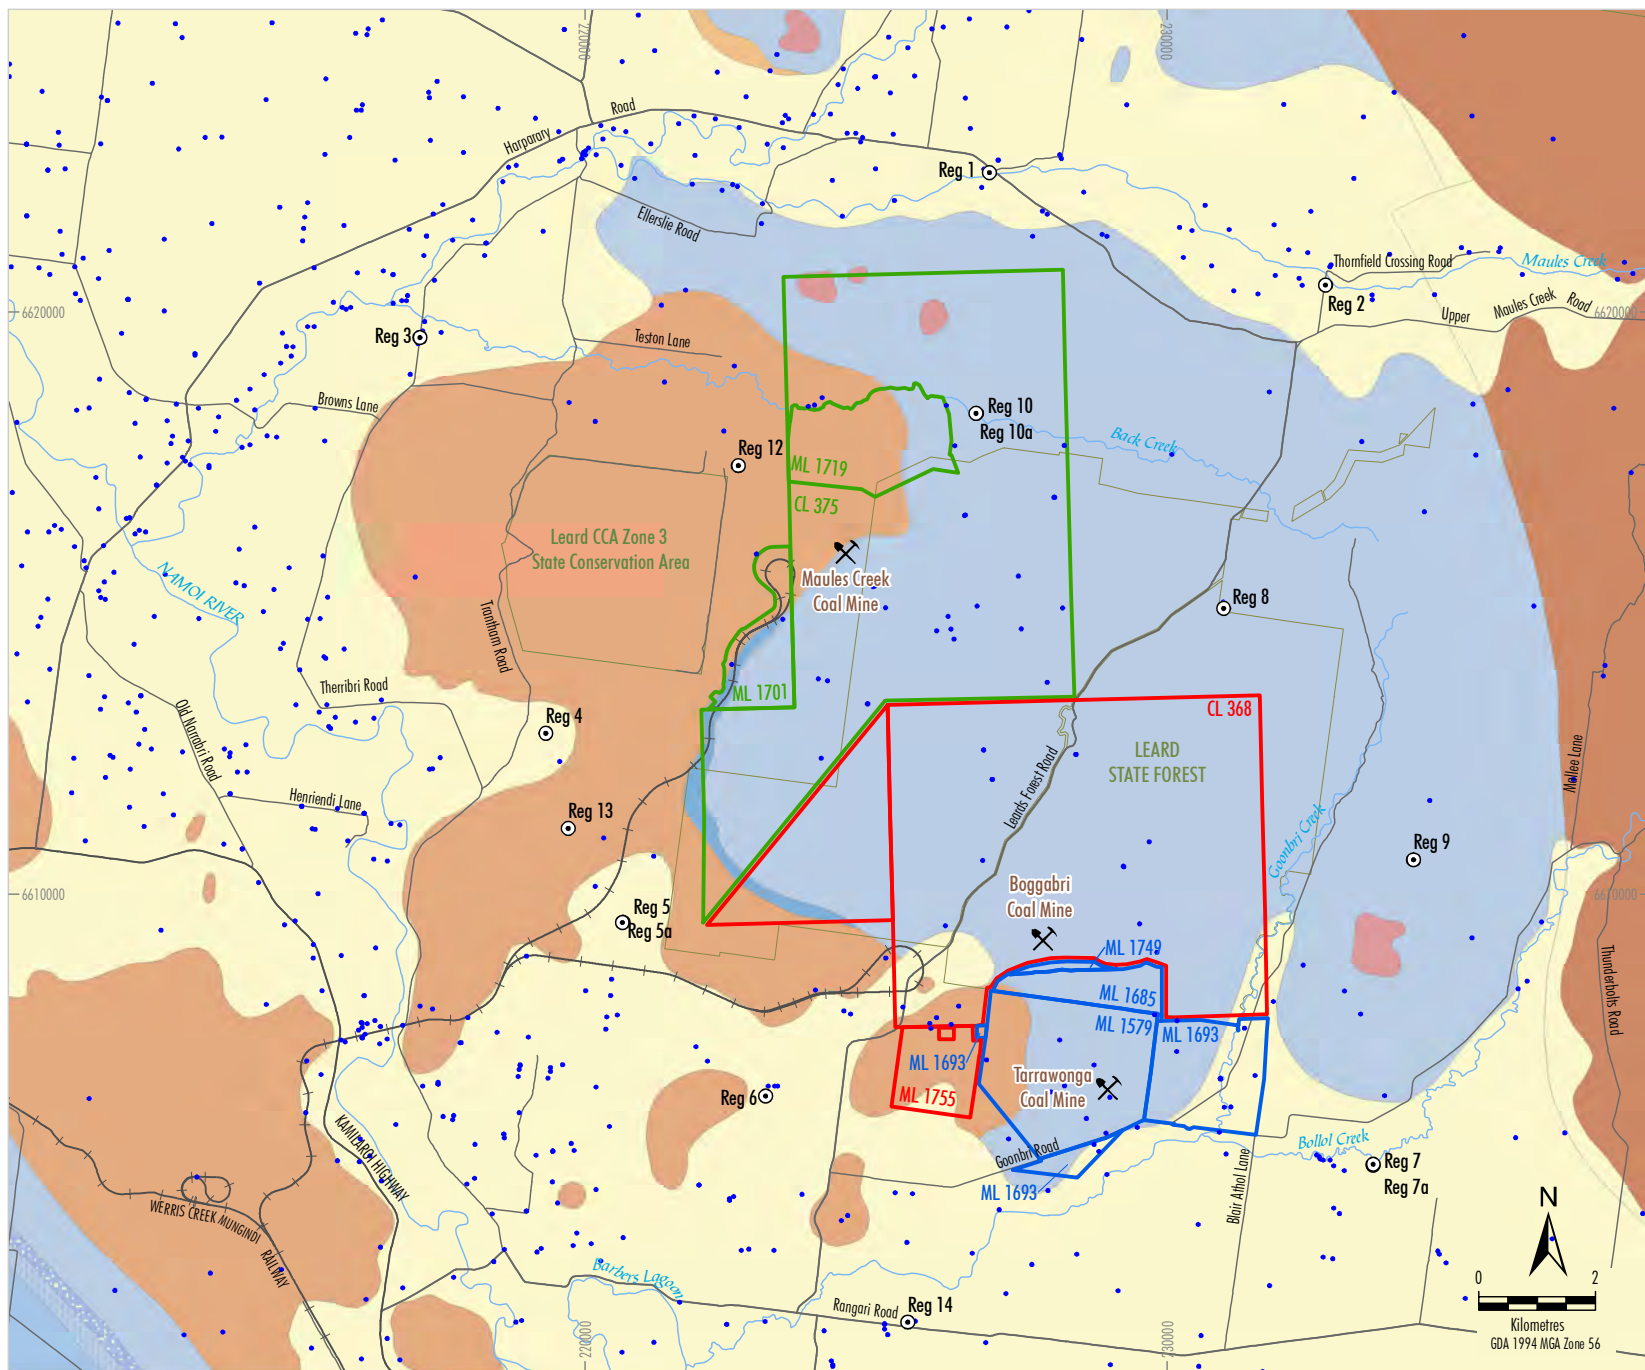 220000
230000
Harparary
Road
Reg 1
Ellerslie Road
Thornfield Crossing Road
Maules Creek
Reg 2
Upper
Maules Creek
Road
6620000
6620000
Reg 3
Teston Lane
Browns Lane
Reg 10
Reg 10a
Back Creek
Reg 12
ML 1719
CL 375
Leard CCA Zone 3
State Conservation Area
Maules Creek
Coal Mine
NAMOI RIVER
Trantham Road
Reg 8
Therribri Road
ML 1701
CL 368
Old Narrabri Road
Reg 4
LEARD
STATE FOREST
Leards Forest Road
Mallee Lane
Henriendi Lane
Reg 13
Goonbri Creek
Reg 9
6610000
6610000
Boggabri
Coal Mine
Reg 5
Reg 5a
ML 1749
ML 1685
ML 1579
ML 1693
Thunderbolts Road
ML 1693
Tarrawonga
Coal Mine
ML 1755
Reg 6
KAMILAROI HIGHWAY
Goonbri Road
Bollol Creek
Reg 7
Reg 7a
ML 1693
Blair Athol Lane
WERRIS CREEK MUNGINDI
RAILWAY
N
Barbers Lagoon
Rangari Road
Reg 14
0
2
Kilometres
GDA 1994 MGA Zone 56
220000
230000